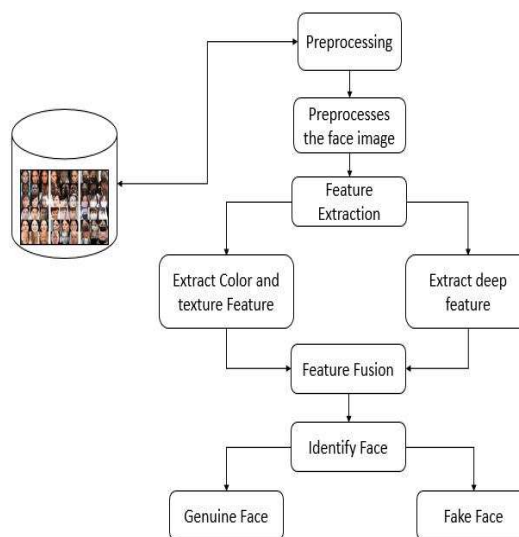 Preprocessing
Preprocesses
the face image
Feature
Extraction
Extract Color and
texture Feature
Extract deep
feature
Feature Fusion
Identify Face
Genuine Face
Fake Face